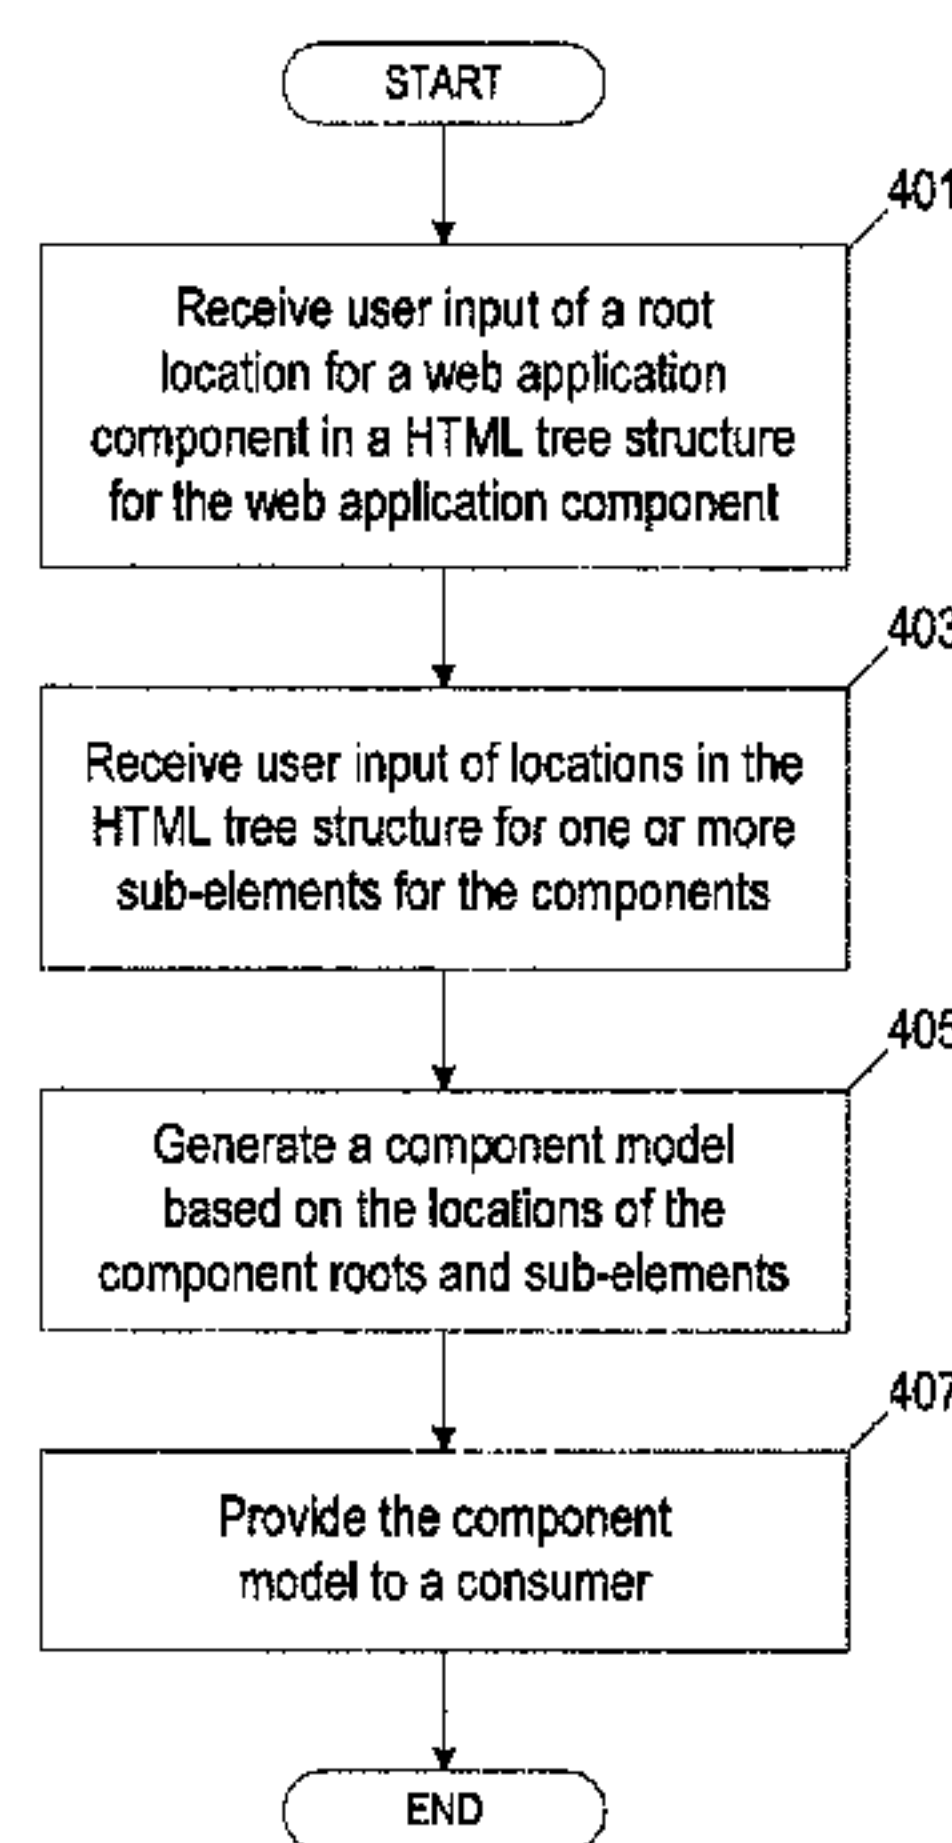 START
401
Receive user input of a root
location for a web application
component in a HTML tree structure
for the web application component
403
Receive user input of locations in the
HTML tree structure for one or more
sub-elements for the components
405
Generate a component model
based on the locations of the
component roots and sub-elements
407
Provide the component
model to a consumer
END